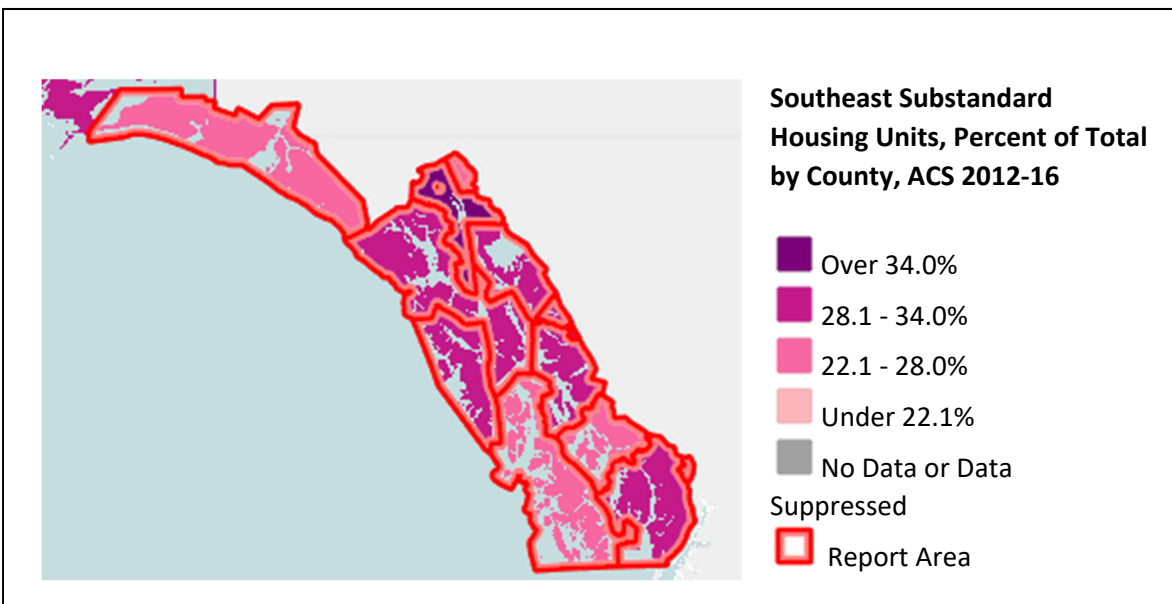 Southeast Substandard
Housing Units, Percent of Total
by County, ACS 2012-16
Over 34.0%
28.1 - 34.0%
22.1 - 28.0%
Under 22.1%
No Data or Data
Suppressed
Report Area